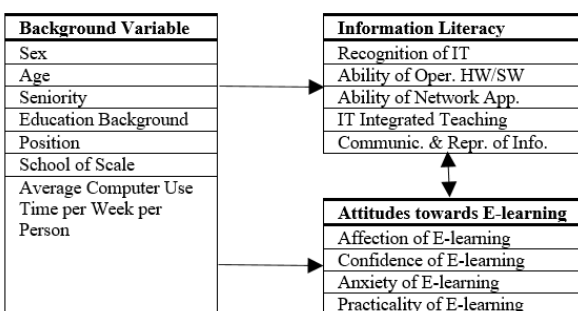 Background Variable
Sex
Age
Seniority
Education Background
Position
School of Scale
Average Computer Use
Time per Week per
Person
Information Literacy
Recognition of IT
Ability of Oper. HW/SW
Ability of Network App.
IT Integrated Teaching
Communic. & Repr. of Info.
Attitudes towards E-learning
Affection of E-learning
Confidence of E-learning
Anxiety of E-learning
Practicality of E-learning